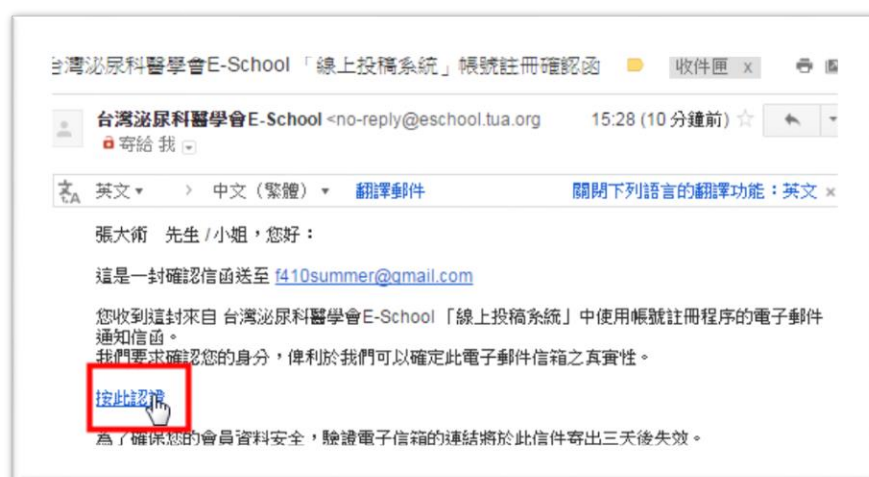 台灣泌尿科醫學會E-School 「線上投稿系統」帳號註冊確認函 收件匣 x
台灣泌尿科醫學會E-School <no-reply@eschool.tua.org 15:28 (10 分鐘前)
寄給 我
英文 > 中文（繁體） 翻譯郵件 關閉下列語言的翻譯功能：英文 ×
張大術 先生 / 小姐，您好：
這是一封確認信函送至 f410summer@gmail.com
您收到這封來自 台灣泌尿科醫學會E-School「線上投稿系統」中使用帳號註冊程序的電子郵件
通知信函。
我們要求確認您的身分，俾利於我們可以確定此電子郵件信箱之真實性。
按此認證
為了確保您的會員資料安全，驗證電子信箱的連結將於此信件寄出三天後失效。